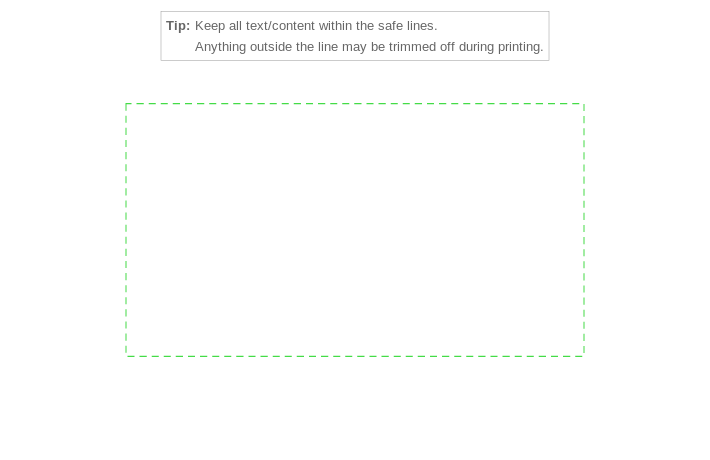 Tip: Keep all text/content within the safe lines.
Anything outside the line may be trimmed off during printing.